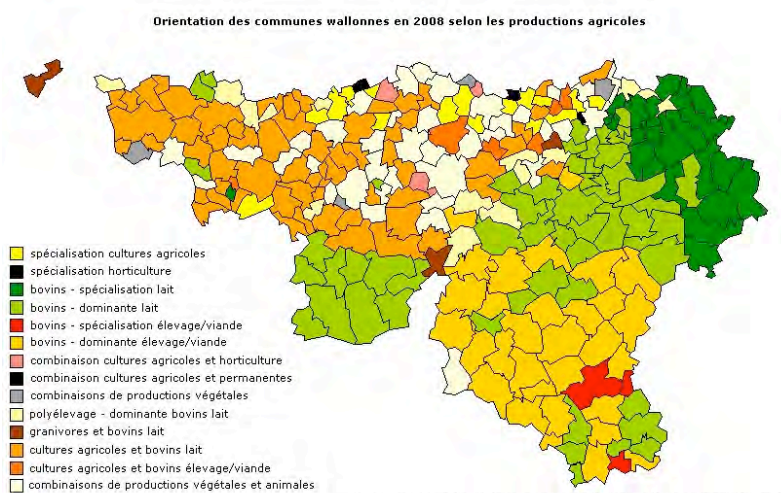 Orientation des communes wallonnes en 2008 selon les productions agricoles
spécialisation cultures agricoles
spécialisation horticulture
bovins - spécialisation lait
bovins - dominante lait
bovins - spécialisation élevage/viande
bovins - dominante élevage/viande
combinaison cultures agricoles et horticulture
combinaison cultures agricoles et permanentes
combinaisons de productions végétales
polyélevage - dominante bovins lait
granivores et bovins lait
cultures agricoles et bovins lait
cultures agricoles et bovins élevage/viande
combinaisons de productions végétales et animales